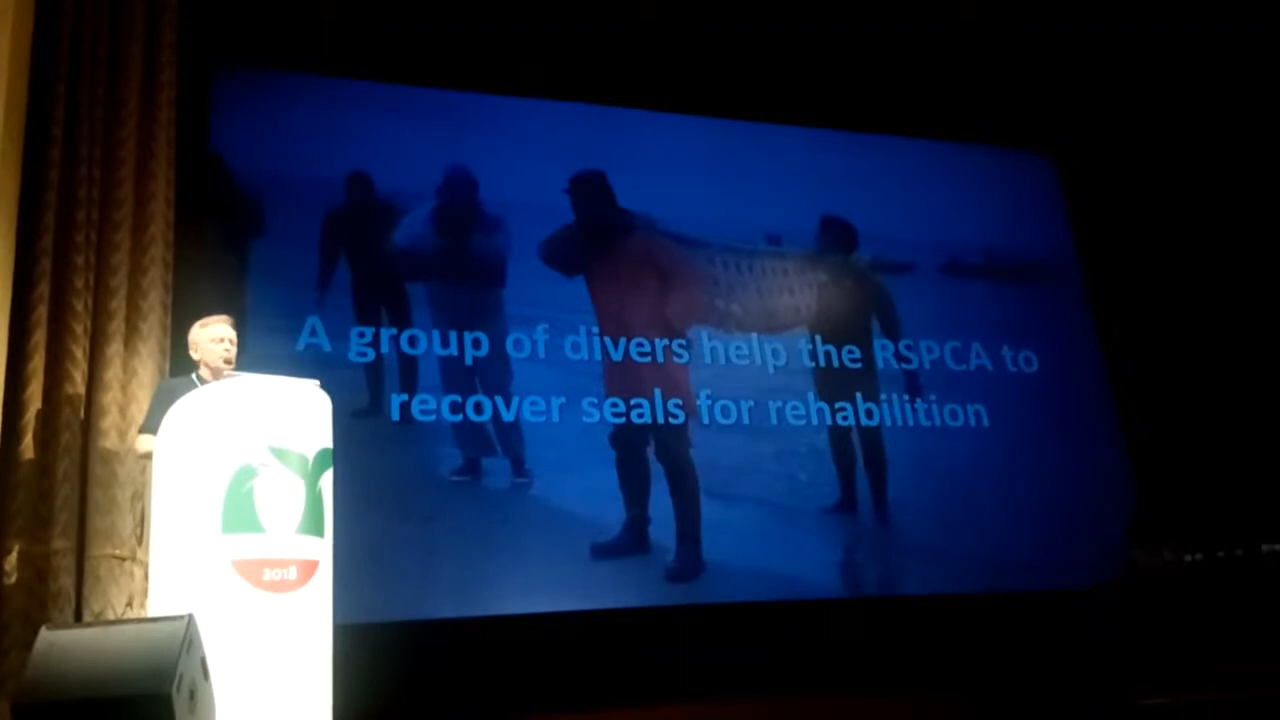 A group of divers help the RSPCA to
recover seals for rehabilition
2018